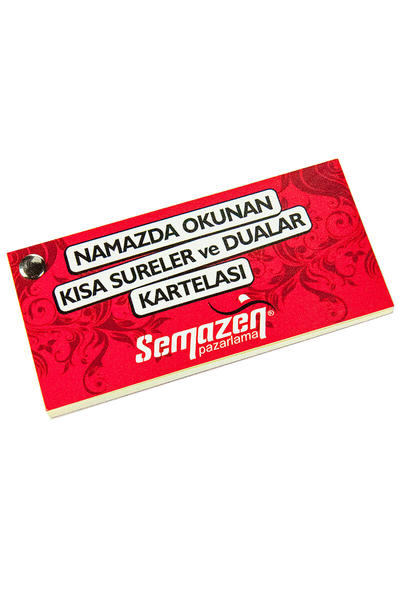 NAMAZDA OKUNAN
KISA SURELER ve DUALAR
KARTELASI
Semazen®
pazarlama